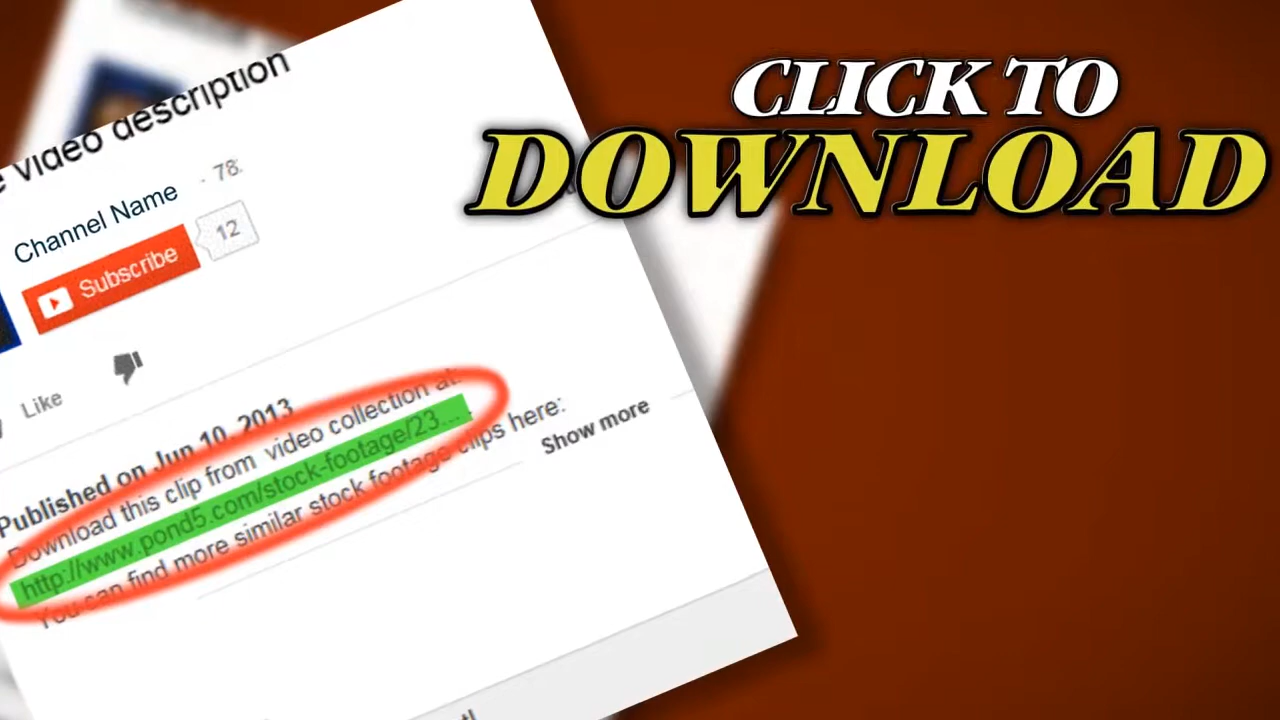 CLICK TO
DOWNLOAD
video description
Channel Name
78
Subscribe
12
Like
Published on Jun 10, 2013
Download this clip from video collection at:
http://www.pond5.com/stock-footage/23...
You can find more similar stock footage clips here:
Show more